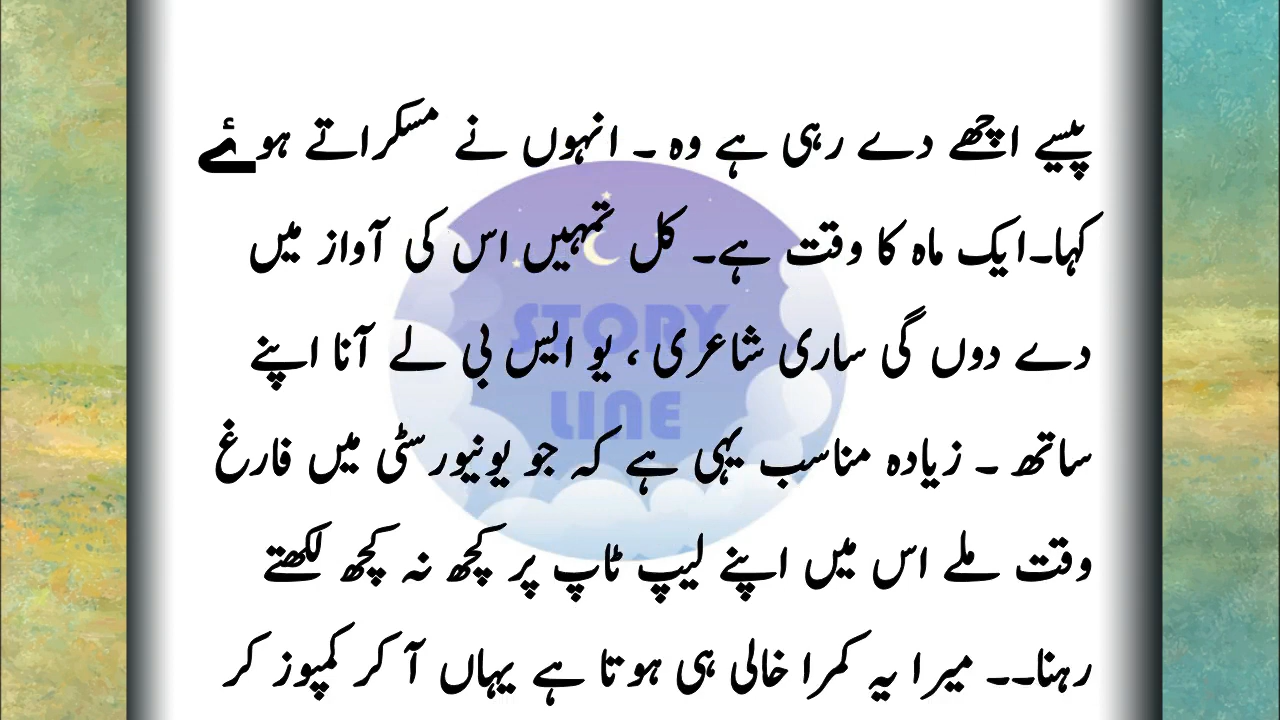 پیسے اچھے دے رہی ہے وہ ۔ انہوں نے مسکراتے ہوئے
کہا۔ایک ماہ کا وقت ہے۔ کل تمہیں اس کی آواز میں
دے دوں گی ساری شاعری ، یو ایس بی لے آنا اپنے
ساتھ ۔ زیادہ مناسب یہی ہے کہ جو یونیورسٹی میں فارغ
وقت ملے اس میں اپنے لیپ ٹاپ پر کچھ نہ کچھ لکھتے
رہنا۔۔ میرا یہ کمرا خالی ہی ہوتا ہے یہاں آ کر کمپوز کر
STORY
LINE